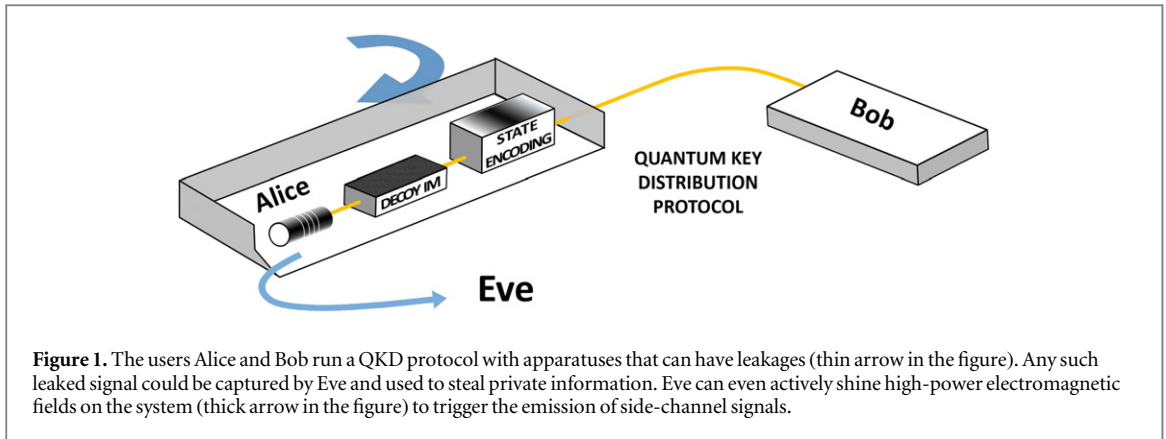 Alice
DECOY IM
STATE
ENCODING
Bob
QUANTUM KEY
DISTRIBUTION
PROTOCOL
Eve
Figure 1. The users Alice and Bob run a QKD protocol with apparatuses that can have leakages (thin arrow in the figure). Any such
leaked signal could be captured by Eve and used to steal private information. Eve can even actively shine high-power electromagnetic
fields on the system (thick arrow in the figure) to trigger the emission of side-channel signals.